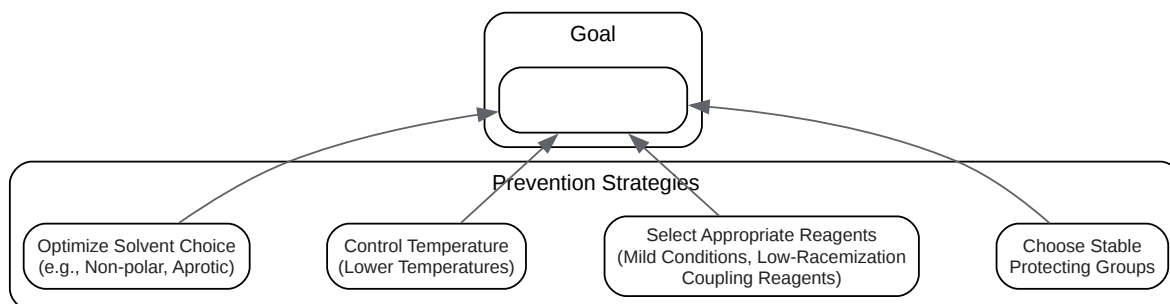 Goal
Prevention Strategies
Optimize Solvent Choice
(e.g., Non-polar, Aprotic)
Control Temperature
(Lower Temperatures)
Select Appropriate Reagents
(Mild Conditions, Low-Racemization
Coupling Reagents)
Choose Stable
Protecting Groups